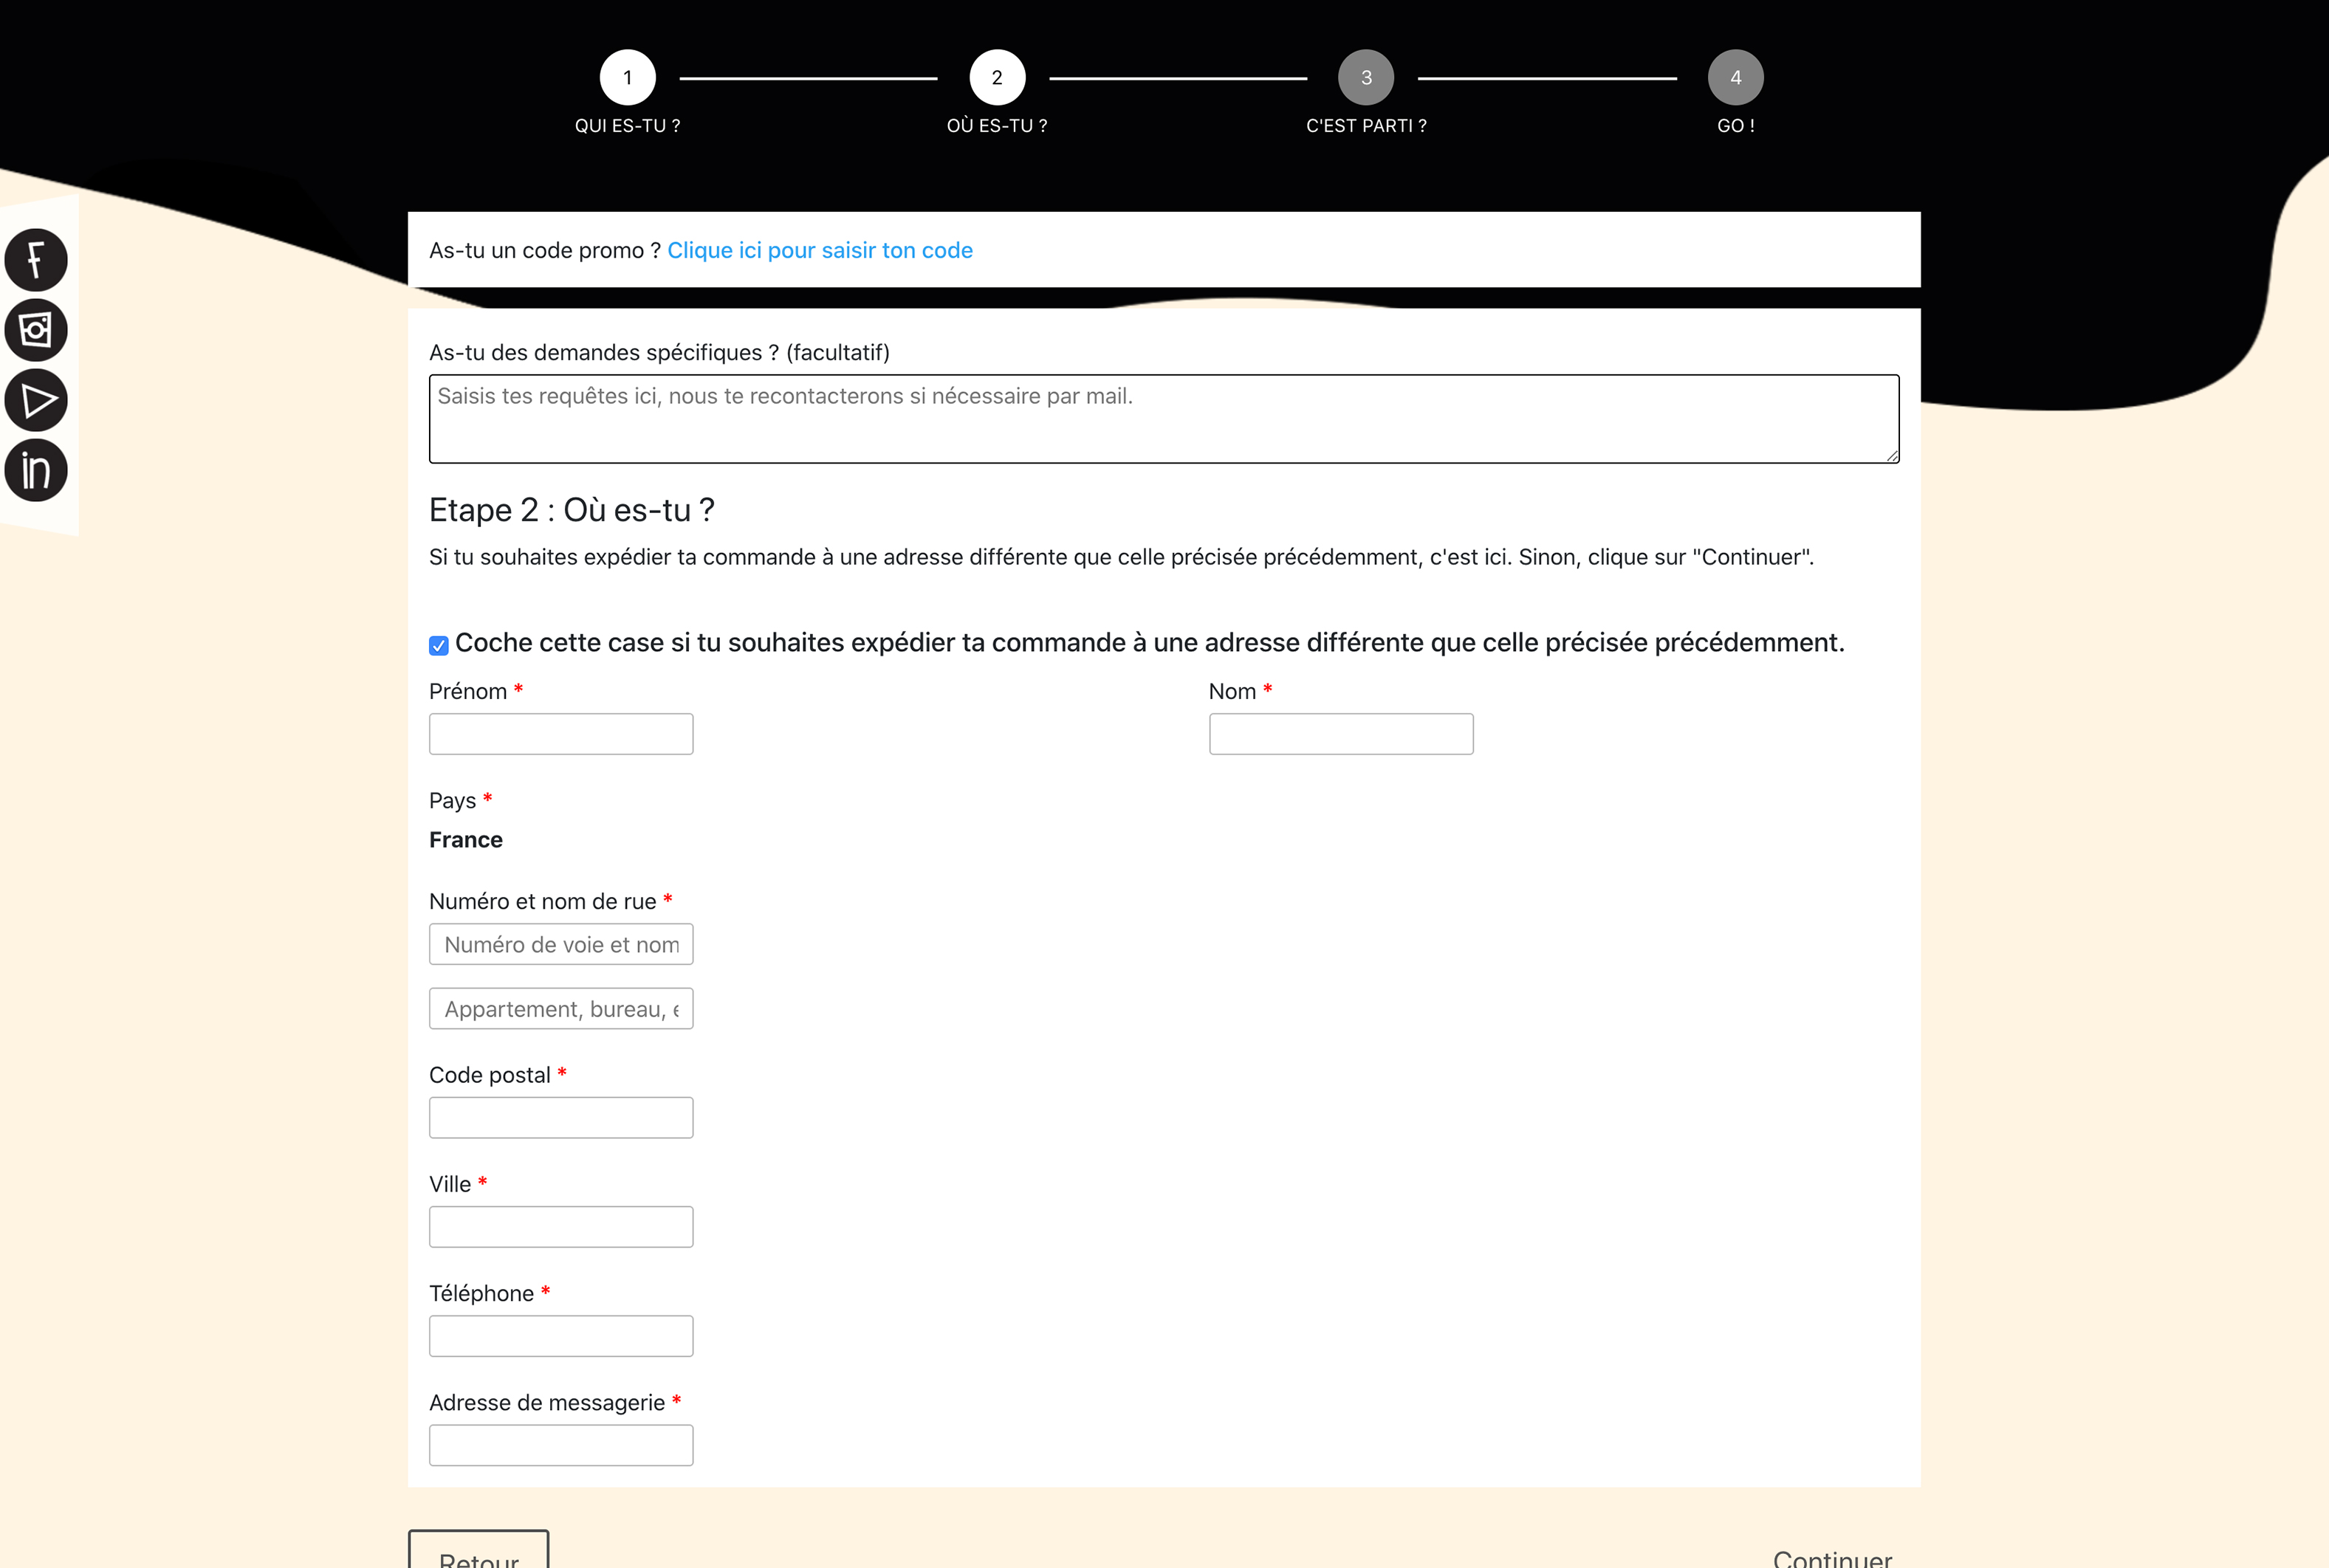 1
2
3
4
QUI ES-TU ?
OÙ ES-TU ?
C'EST PARTI ?
GO !
As-tu un code promo ? Clique ici pour saisir ton code
As-tu des demandes spécifiques ? (facultatif)
Saisis tes requêtes ici, nous te recontacterons si nécessaire par mail.
Etape 2 : Où es-tu ?
Si tu souhaites expédier ta commande à une adresse différente que celle précisée précédemment, c'est ici. Sinon, clique sur "Continuer".
Coche cette case si tu souhaites expédier ta commande à une adresse différente que celle précisée précédemment.
Prénom *
Nom *
Pays *
France
Numéro et nom de rue *
Numéro de voie et nom
Appartement, bureau, e
Code postal *
Ville *
Téléphone *
Adresse de messagerie *
Retour
Continuer
f
in